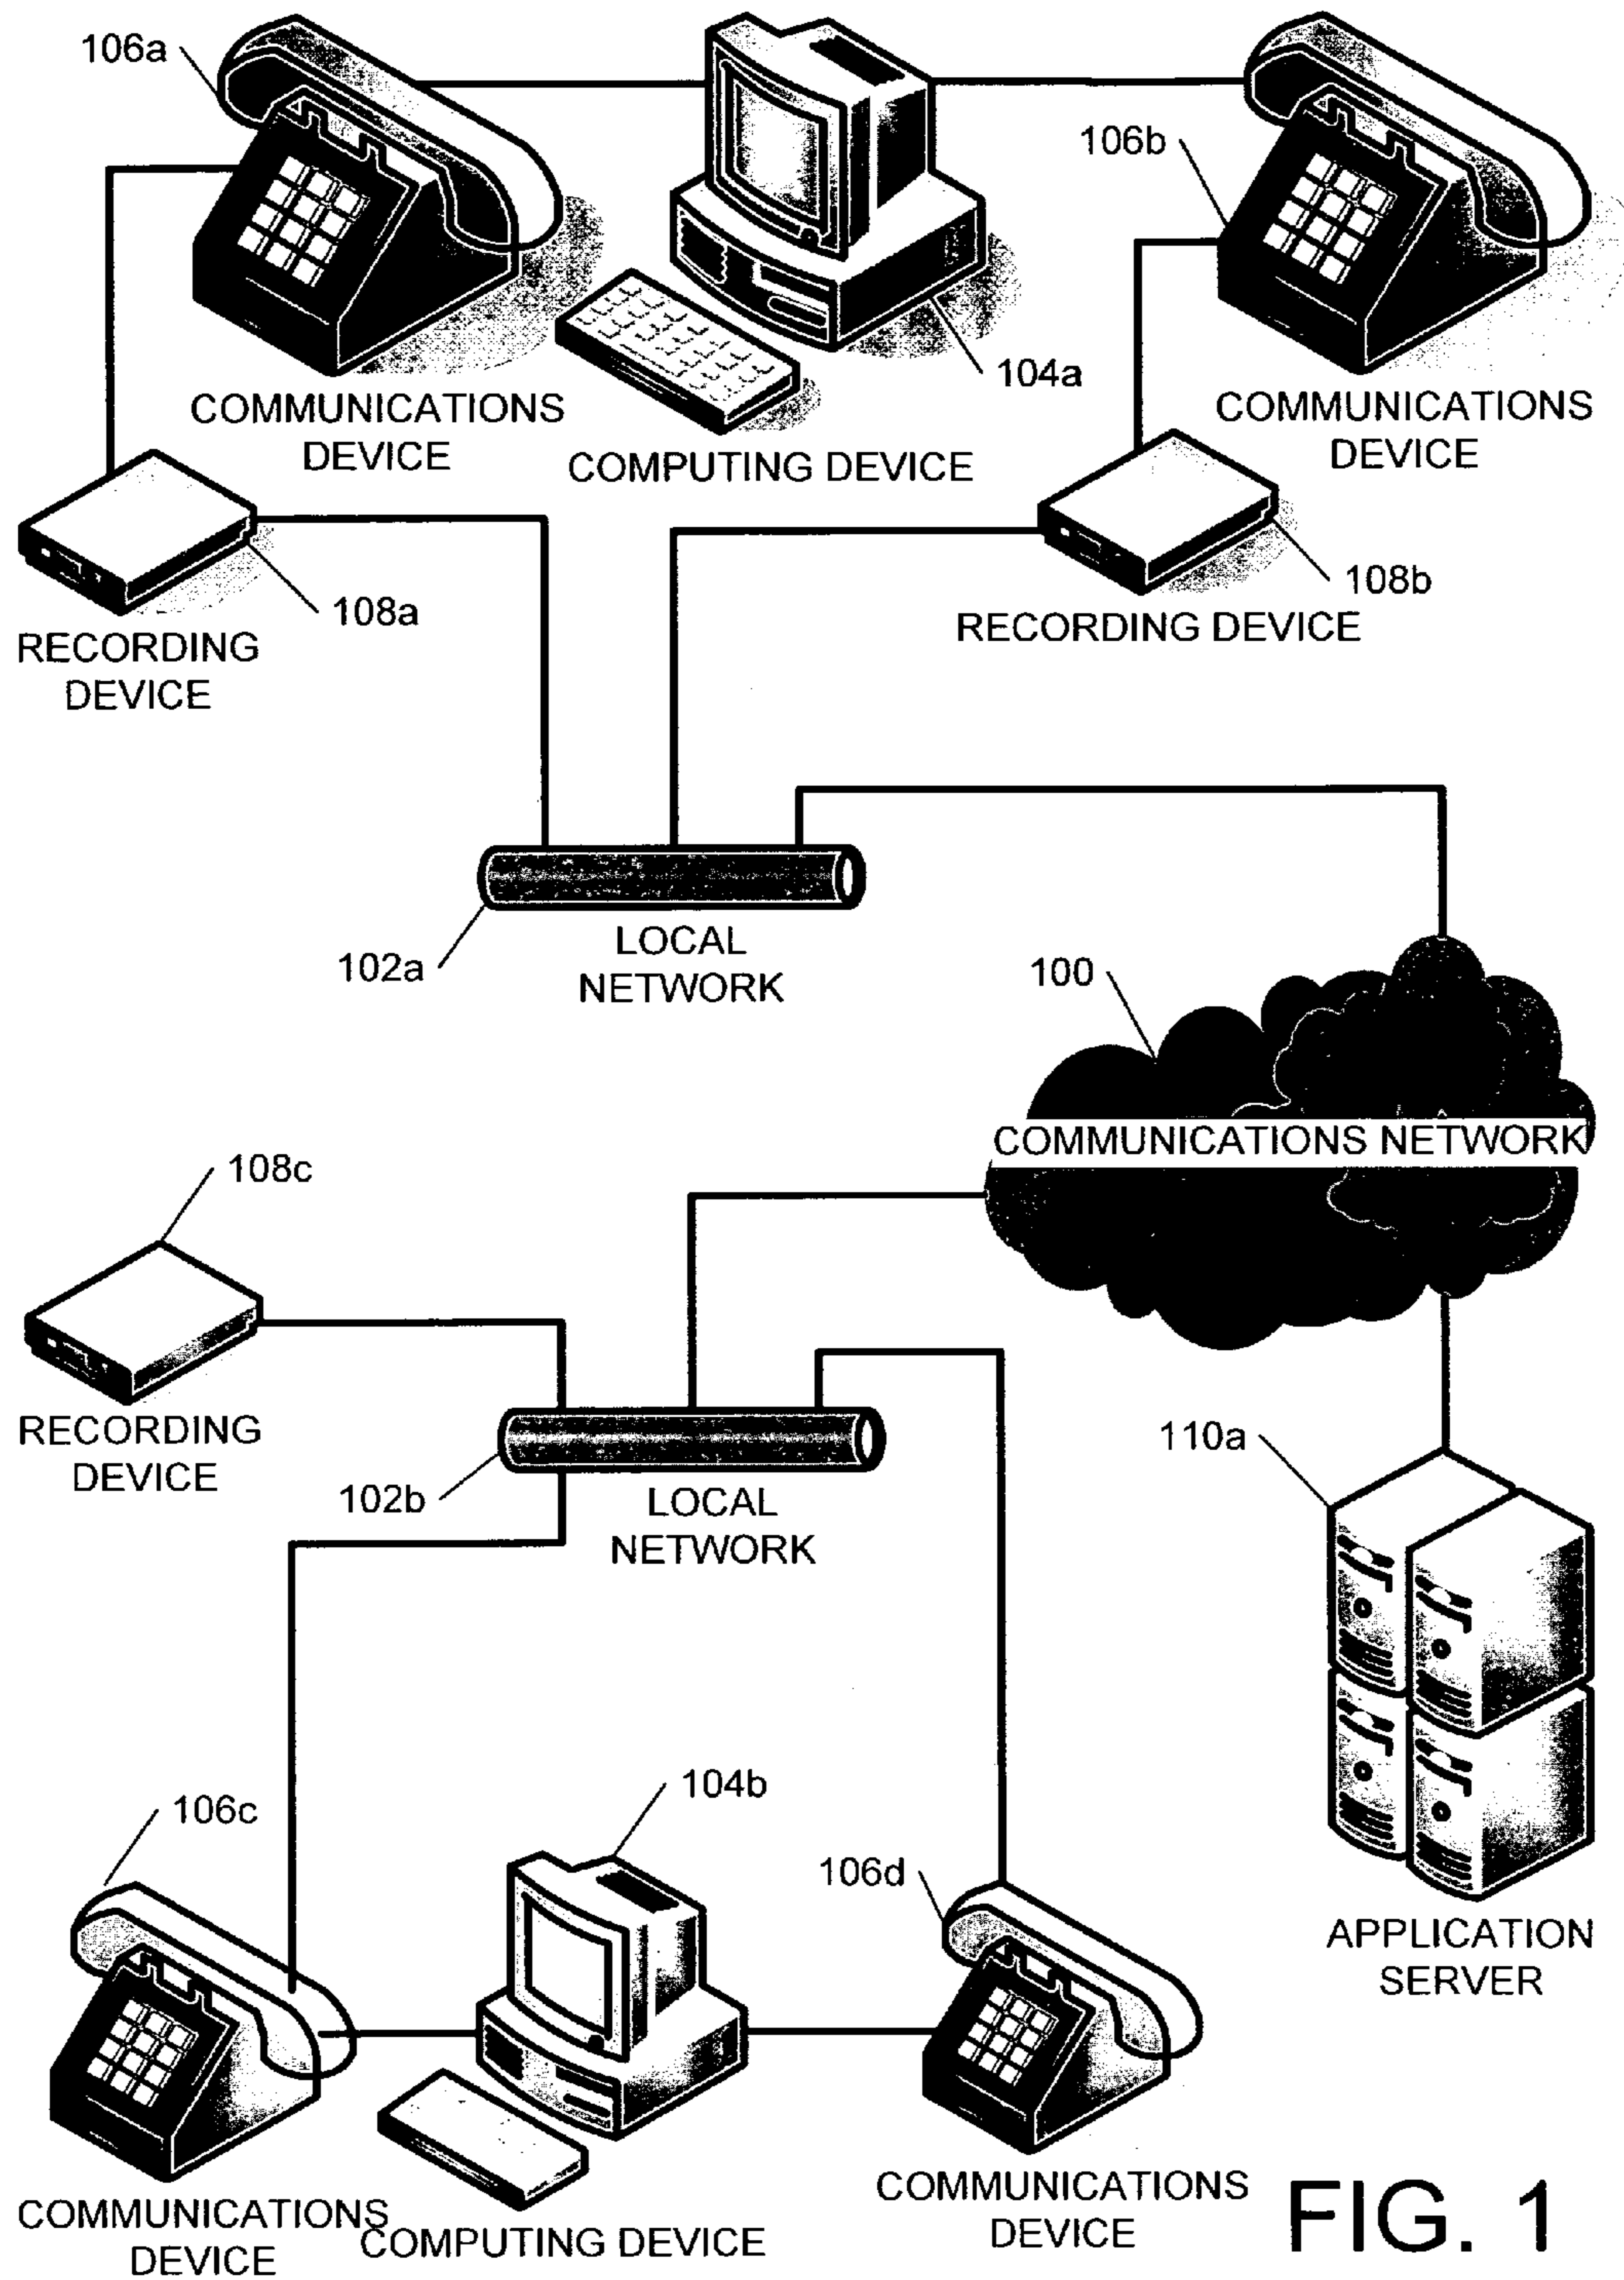 106a
106b
104a
COMMUNICATIONS
DEVICE
COMPUTING DEVICE
COMMUNICATIONS
DEVICE
108a
108b
RECORDING
DEVICE
RECORDING DEVICE
102a
LOCAL
NETWORK
100
COMMUNICATIONS NETWORK
108c
RECORDING
DEVICE
102b
LOCAL
NETWORK
110a
APPLICATION
SERVER
106c
104b
106d
COMMUNICATIONS
DEVICE
COMPUTING DEVICE
COMMUNICATIONS
DEVICE
FIG. 1